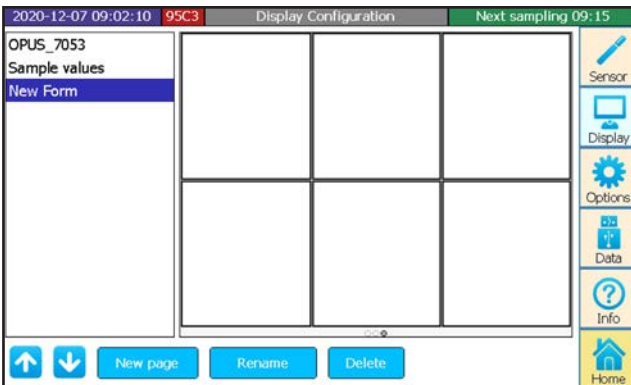 2020-12-07 09:02:10 95C3 Display Configuration Next sampling 09:15
OPUS_7053
Sample values
New Form
Sensor
Display
Options
Data
Info
Home
New page Rename Delete